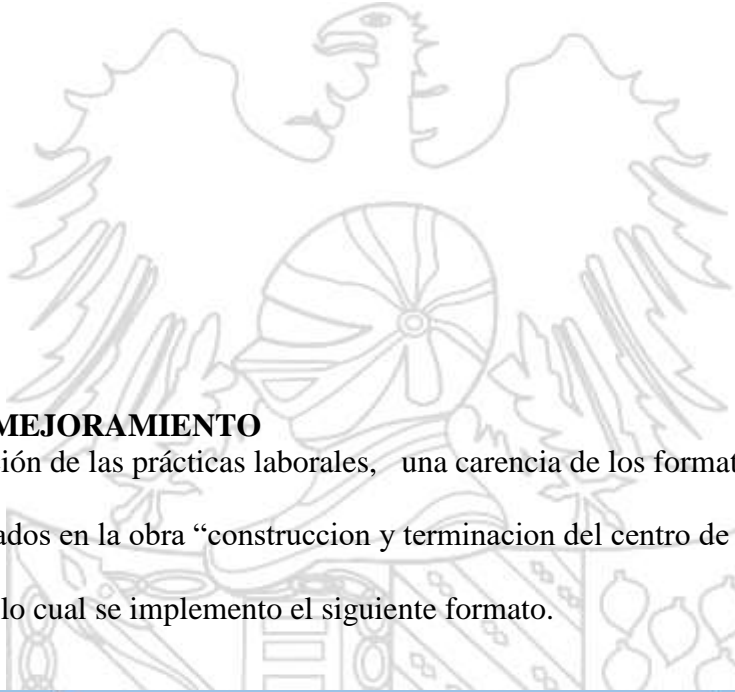 MEJORAMIENTO
ión de las prácticas laborales, una carencia de los format
ados en la obra “construccion y terminacion del centro de
lo cual se implemento el siguiente formato.